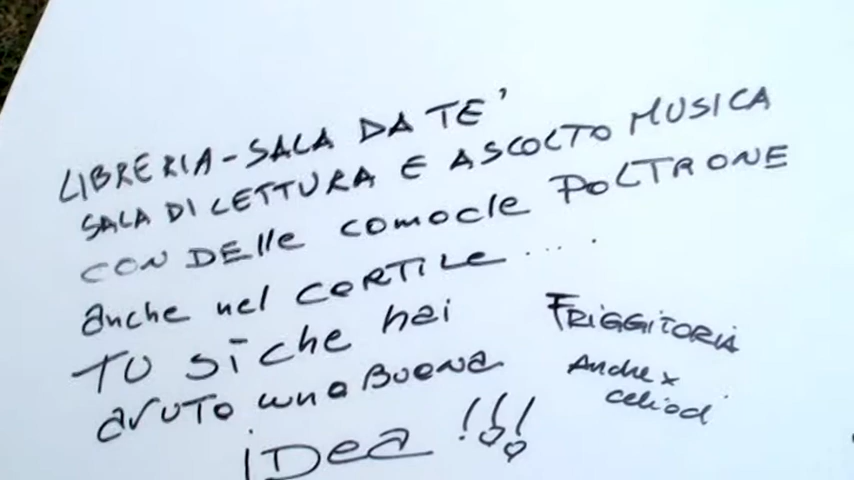 LIBRERIA-SALA DA TE'
SALA DI LETTURA E ASCOLTO MUSICA
CON DELLE comode POLTRONE
anche nel CORTILE.....
TU SI che hai
AVUTO una Buona
iDea !!!
FRiGGiTORiA
Anche x
celiaci